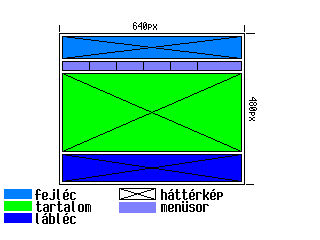 640px
480px
fejléc háttérkép
tartalom menüsor
lábléc